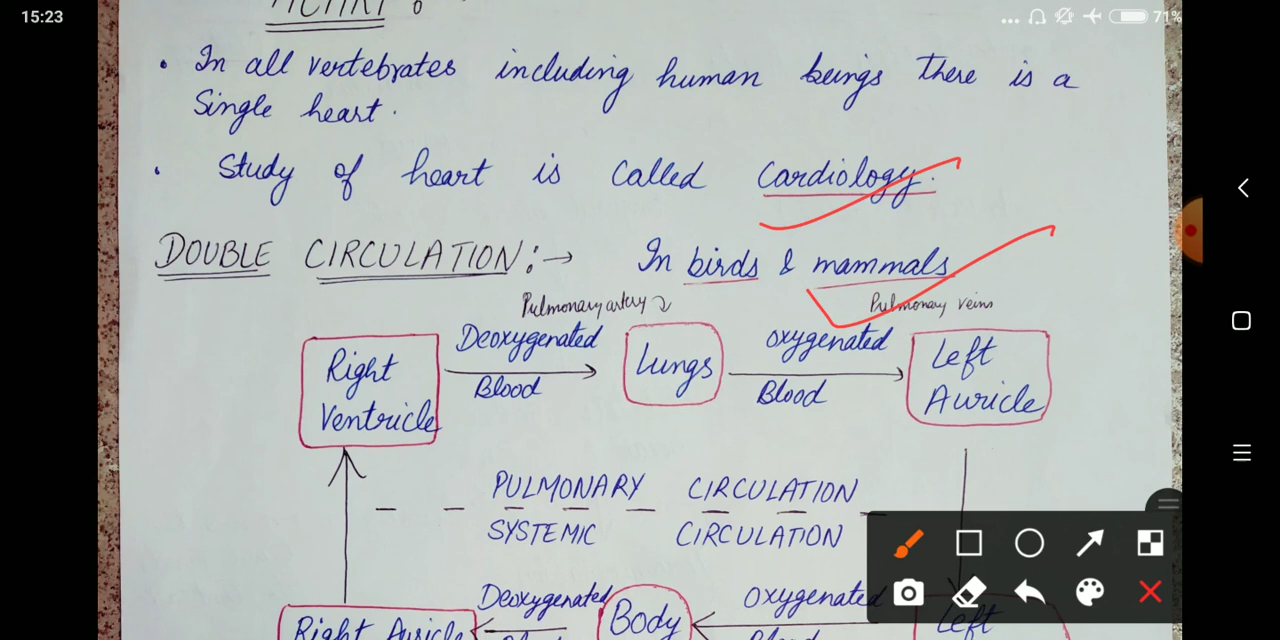 15:23
71%
HEART :
• In all vertebrates including human beings there is a
Single heart.
• Study of heart is called Cardiology.
DOUBLE CIRCULATION:→ In birds & mammals
Pulmonary artery Pulmonary veins
Deoxygenated oxygenated
Right Lungs Left
Ventricle Blood Blood Auricle
PULMONARY CIRCULATION
SYSTEMIC CIRCULATION
Deoxygenated Oxygenated
Right Auricle Body Left
Blood